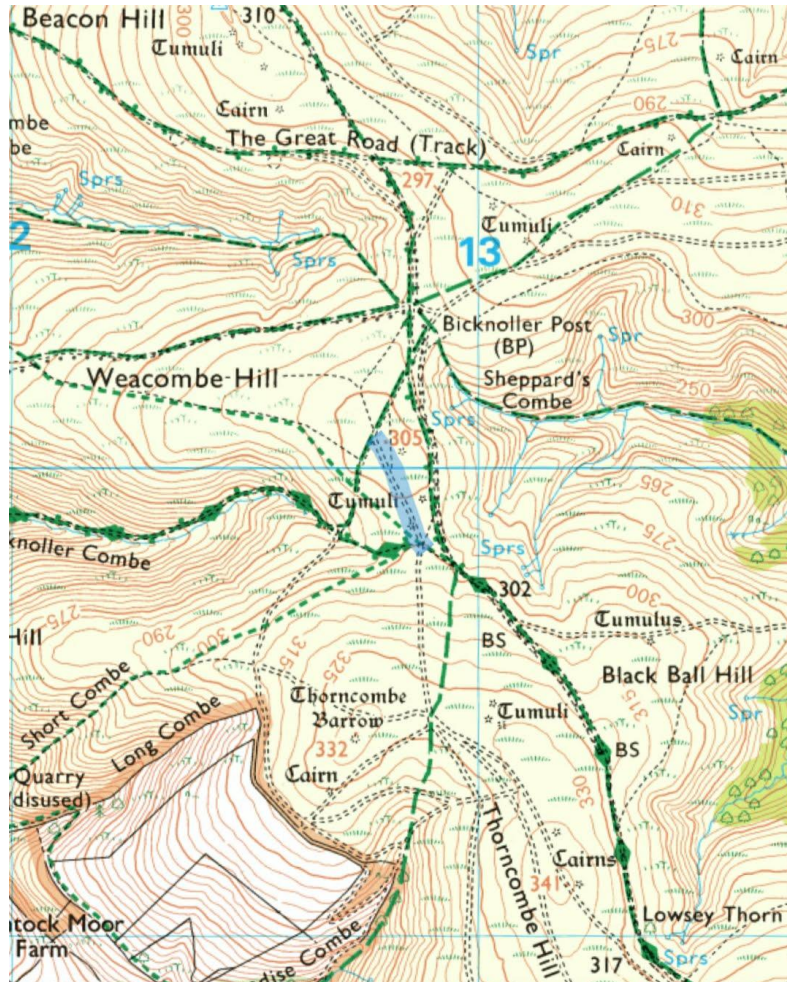 Beacon Hill
310
300
Tumuli
Spr
275
Cairn
290
Cairn
The Great Road (Track)
Cairn
mbe
be
297
Sprs
310
Tumuli
2
Sprs
13
Bicknoller Post
(BP)
300
Spr
Weacombe Hill
Sheppard's
Combe
250
Sprs
305
265
Tumuli
275
Sprs
knoller Combe
302
300
275
290
300
Tumulus
Hill
315
BS
325
Black Ball Hill
315
Short Combe
Thorncombe
Barrow
Long Combe
Tumuli
Spr
332
BS
Quarry
(disused)
Cairn
330
Thorncombe Hill
Cairns
341
tock Moor
Farm
Lowsey Thorn
dise Combe
317
Sprs